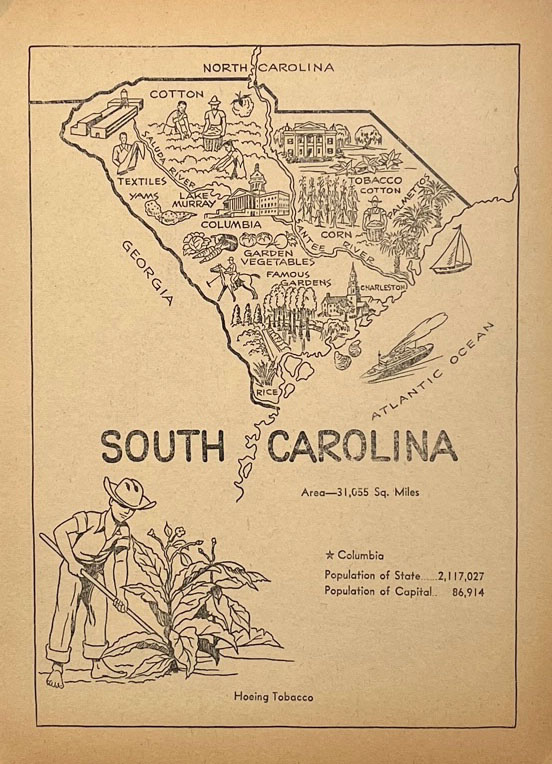 NORTH CAROLINA
COTTON
SALUDA RIVER
TEXTILES
YAMS
LAKE
MURRAY
COLUMBIA
TOBACCO
COTTON
PALMETTOS
CORN
SANTEE RIVER
GARDEN
VEGETABLES
FAMOUS
GARDENS
CHARLESTON
GEORGIA
RICE
ATLANTIC OCEAN
SOUTH CAROLINA
Area—31,055 Sq. Miles
☆ Columbia
Population of State......2,117,027
Population of Capital.. 86,914
Hoeing Tobacco